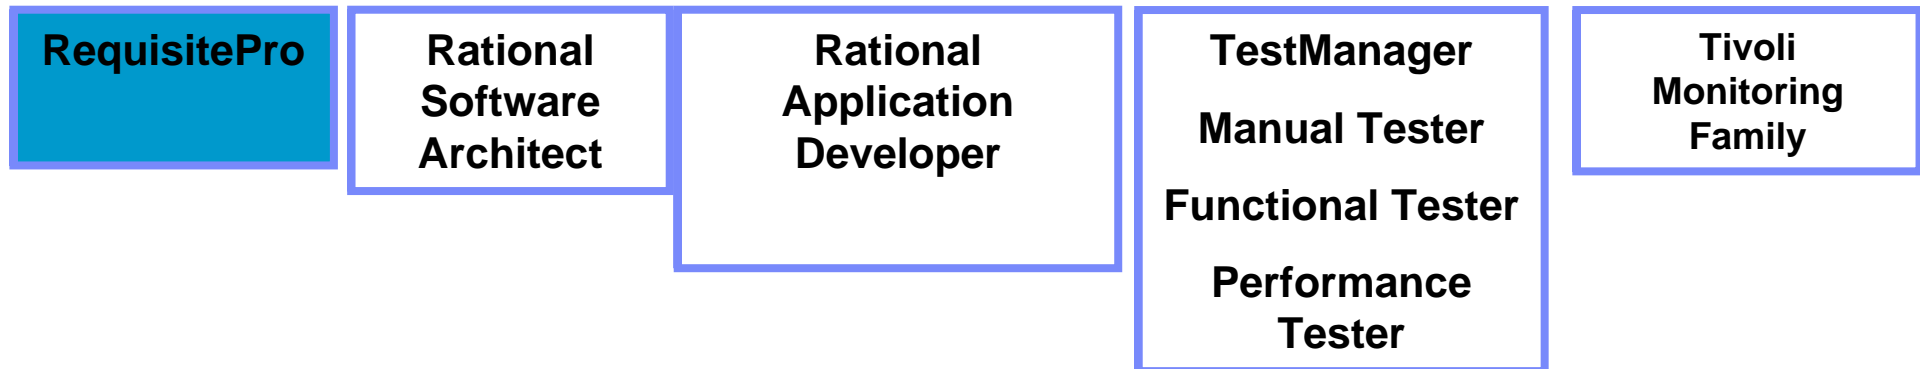 RequisitePro
Rational
Software
Architect
Rational
Application
Developer
TestManager
Manual Tester
Functional Tester
Performance
Tester
Tivoli
Monitoring
Family